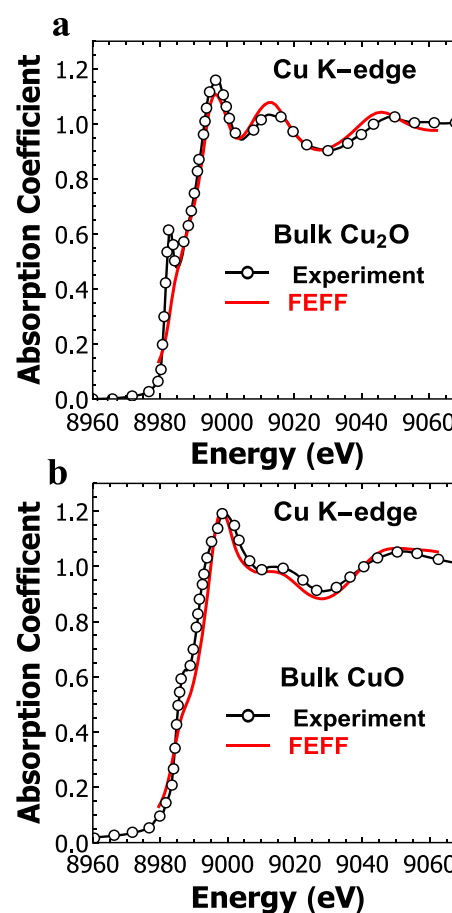 a
Absorption Coefficient
1.2
1.0
0.8
0.6
0.4
0.2
0.0
Cu K-edge
Bulk Cu₂O
Experiment
FEFF
8960 8980 9000 9020 9040 9060
Energy (eV)
b
Absorption Coefficent
1.2
1.0
0.8
0.6
0.4
0.2
0.0
Cu K-edge
Bulk CuO
Experiment
FEFF
8960 8980 9000 9020 9040 9060
Energy (eV)